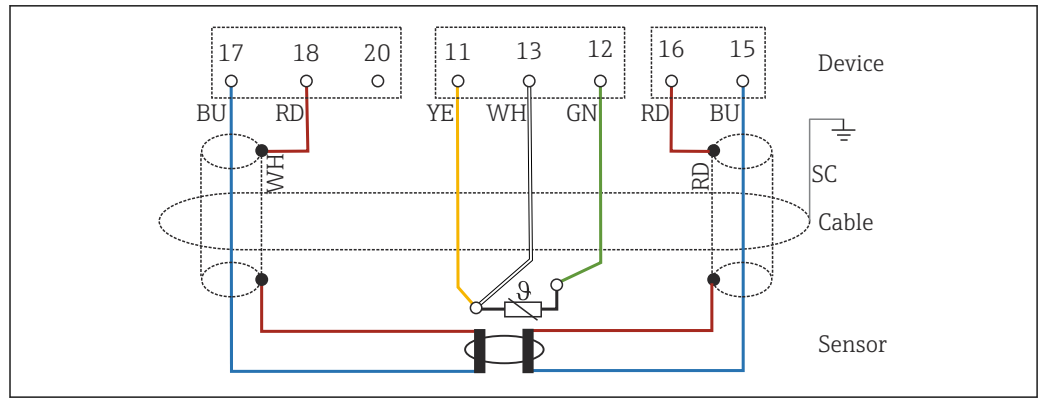 17 18 20 11 13 12 16 15
Device
BU RD YE WH GN RD BU
WH RD SC
Cable
ϑ
Sensor